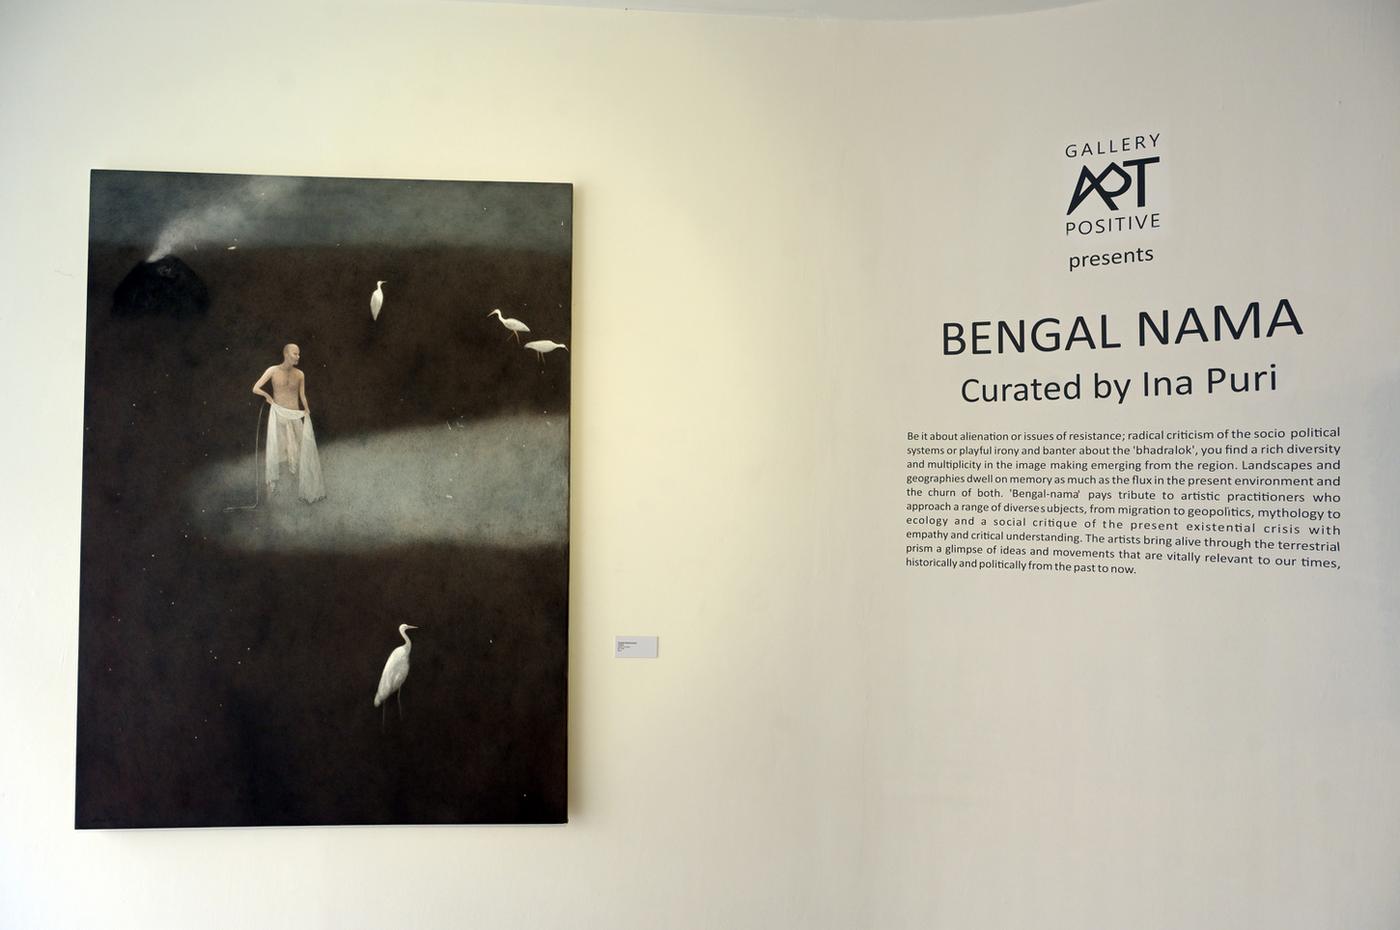 GALLERY
ART
POSITIVE
presents
BENGAL NAMA
Curated by Ina Puri
Be it about alienation or issues of resistance; radical criticism of the socio political
systems or playful irony and banter about the 'bhadralok', you find a rich diversity
and multiplicity in the image making emerging from the region. Landscapes and
geographies dwell on memory as much as the flux in the present environment and
the churn of both. 'Bengal-nama' pays tribute to artistic practitioners who
approach a range of diverse subjects, from migration to geopolitics, mythology to
ecology and a social critique of the present existential crisis with
empathy and critical understanding. The artists bring alive through the terrestrial
prism a glimpse of ideas and movements that are vitally relevant to our times,
historically and politically from the past to now.